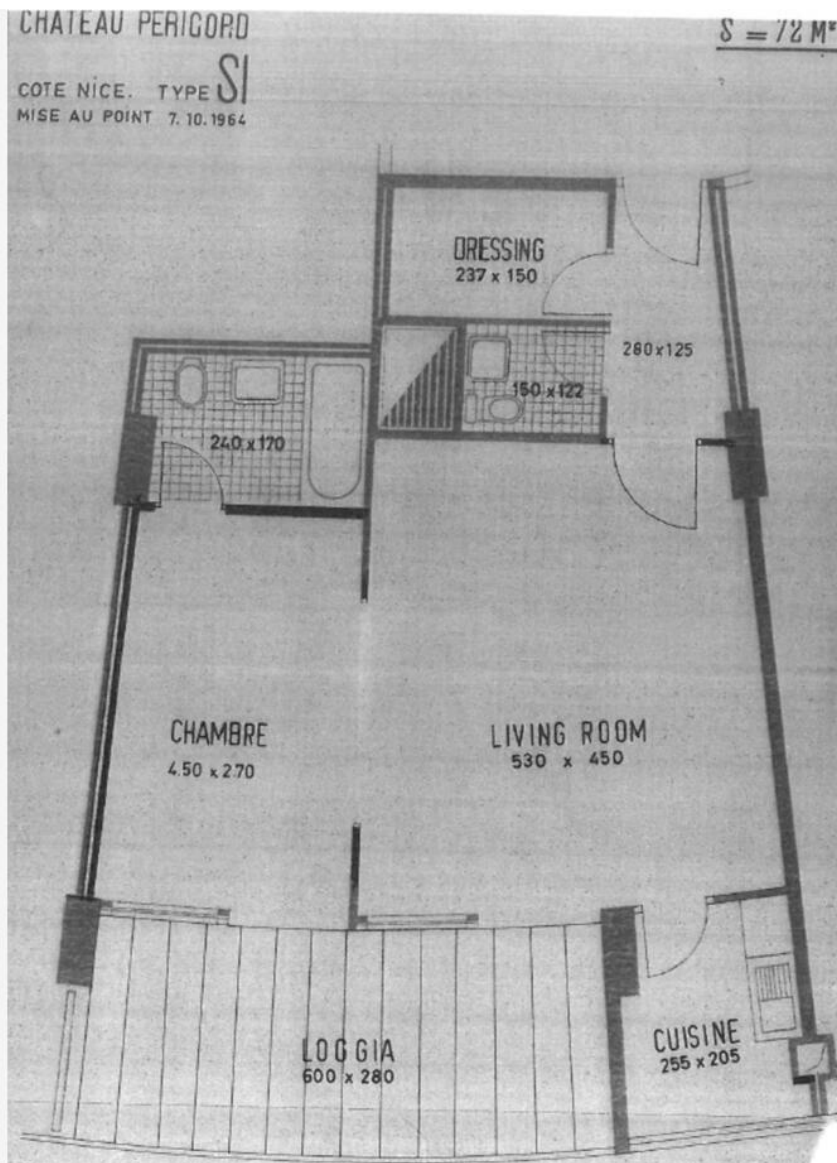 CHATEAU PERIGORD
S = 72 M²
COTE NICE. TYPE SI
MISE AU POINT 7.10.1964
DRESSING
237 x 150
280x125
150 x 122
240 x 170
CHAMBRE
4.50 x 2.70
LIVING ROOM
530 x 450
LOGGIA
600 x 280
CUISINE
255 x 205